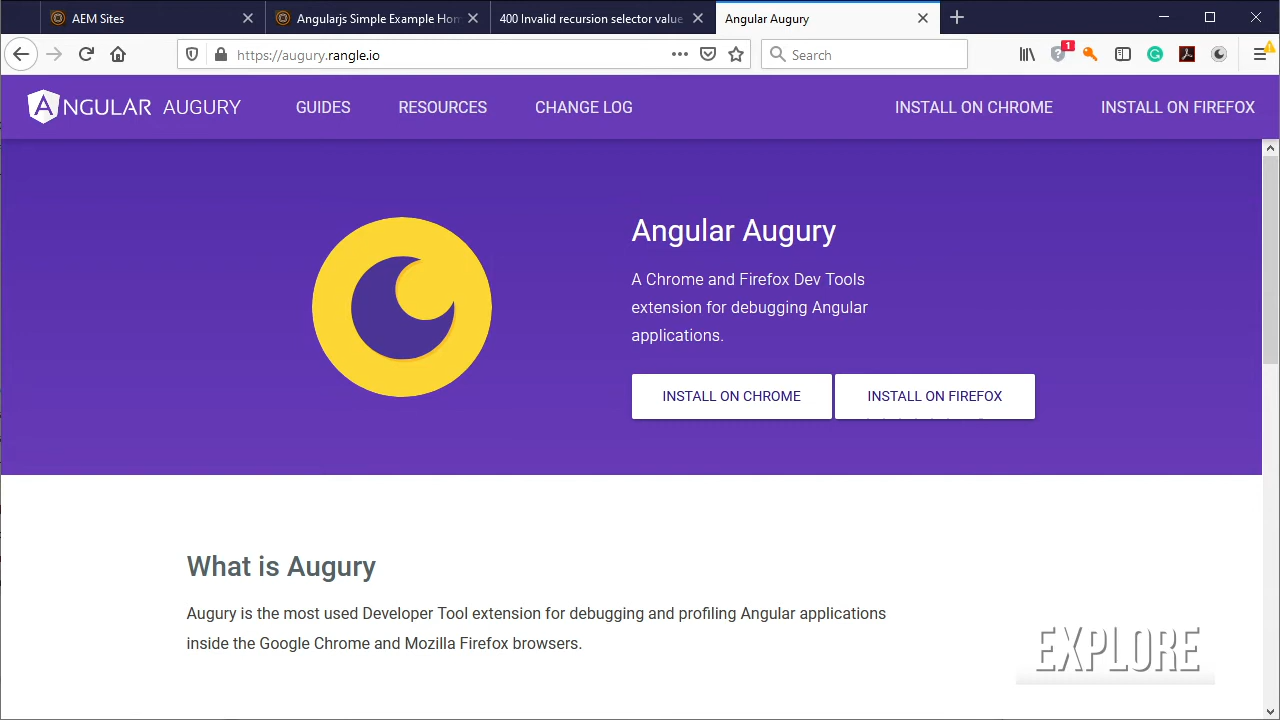 AEM Sites
Angularjs Simple Example Hom
400 Invalid recursion selector value
Angular Augury
https://augury.rangle.io
Search
1
ANGULAR AUGURY
GUIDES
RESOURCES
CHANGE LOG
INSTALL ON CHROME
INSTALL ON FIREFOX
Angular Augury
A Chrome and Firefox Dev Tools
extension for debugging Angular
applications.
INSTALL ON CHROME
INSTALL ON FIREFOX
What is Augury
Augury is the most used Developer Tool extension for debugging and profiling Angular applications
inside the Google Chrome and Mozilla Firefox browsers.
EXPLORE